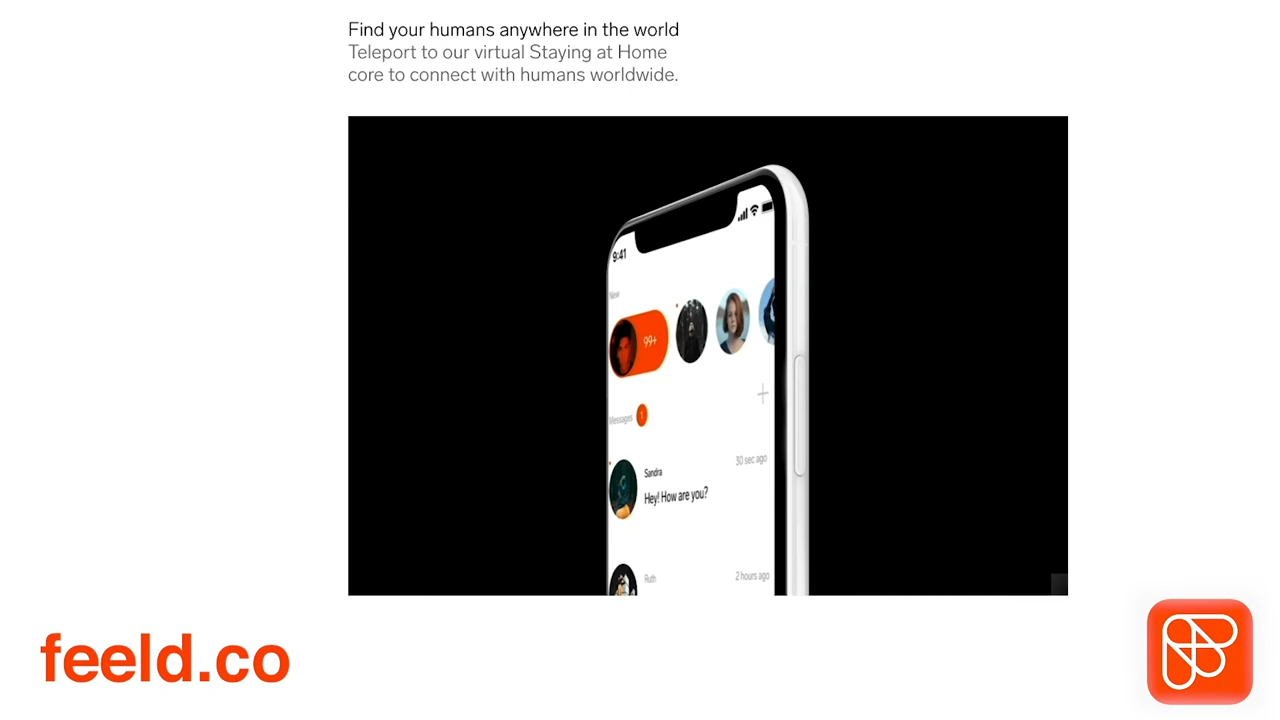 Find your humans anywhere in the world
Teleport to our virtual Staying at Home
core to connect with humans worldwide.
9:41
New
99+
Messages 1
30 sec ago
Sandra
Hey! How are you?
Ruth
2 hours ago
feeld.co